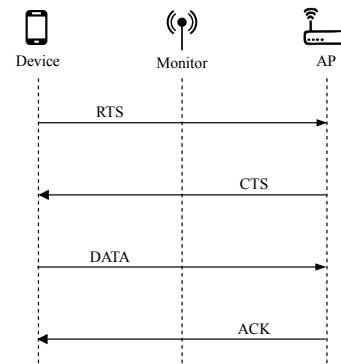 Device
Monitor
AP
RTS
CTS
DATA
ACK